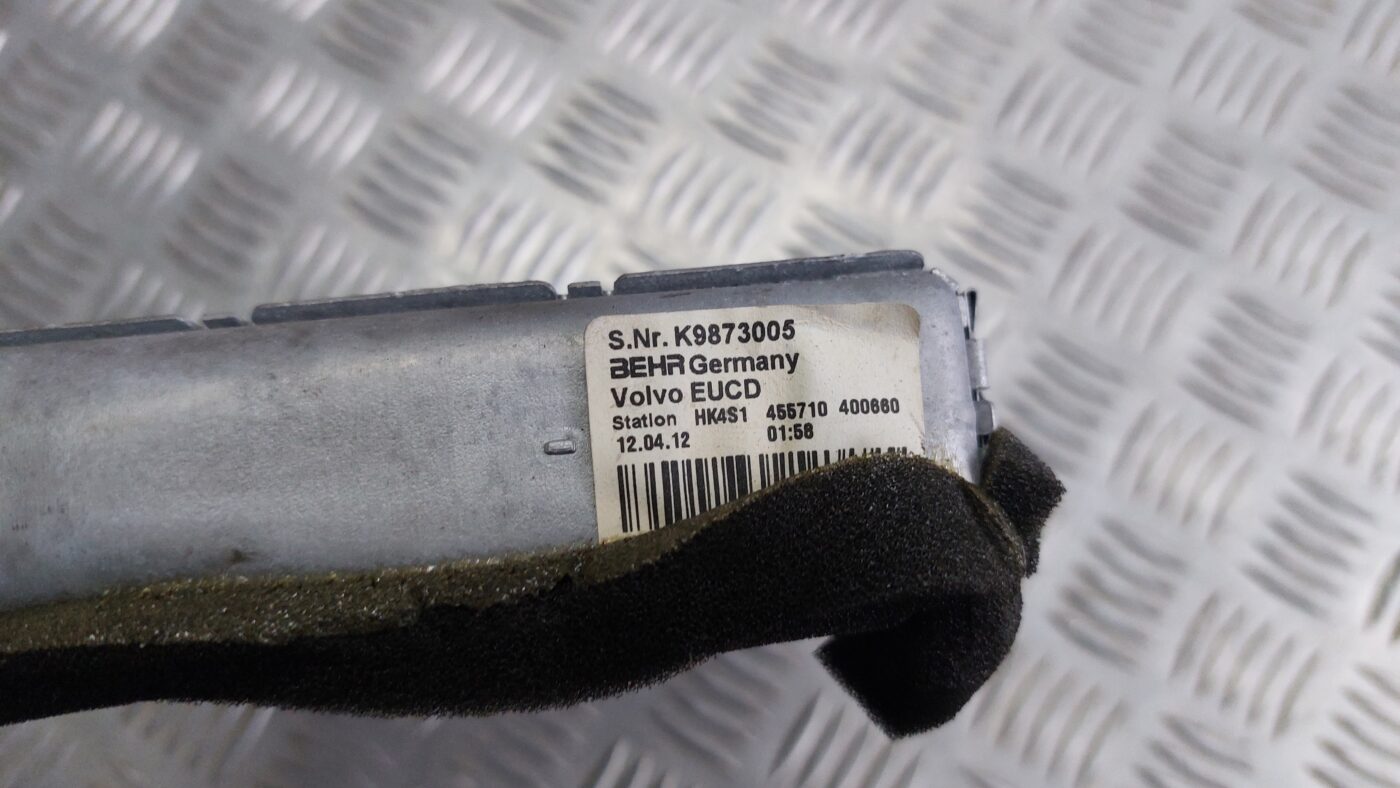 S.Nr. K9873005
BEHR Germany
Volvo EUCD
Station HK4S1 455710 400660
12.04.12 01:58